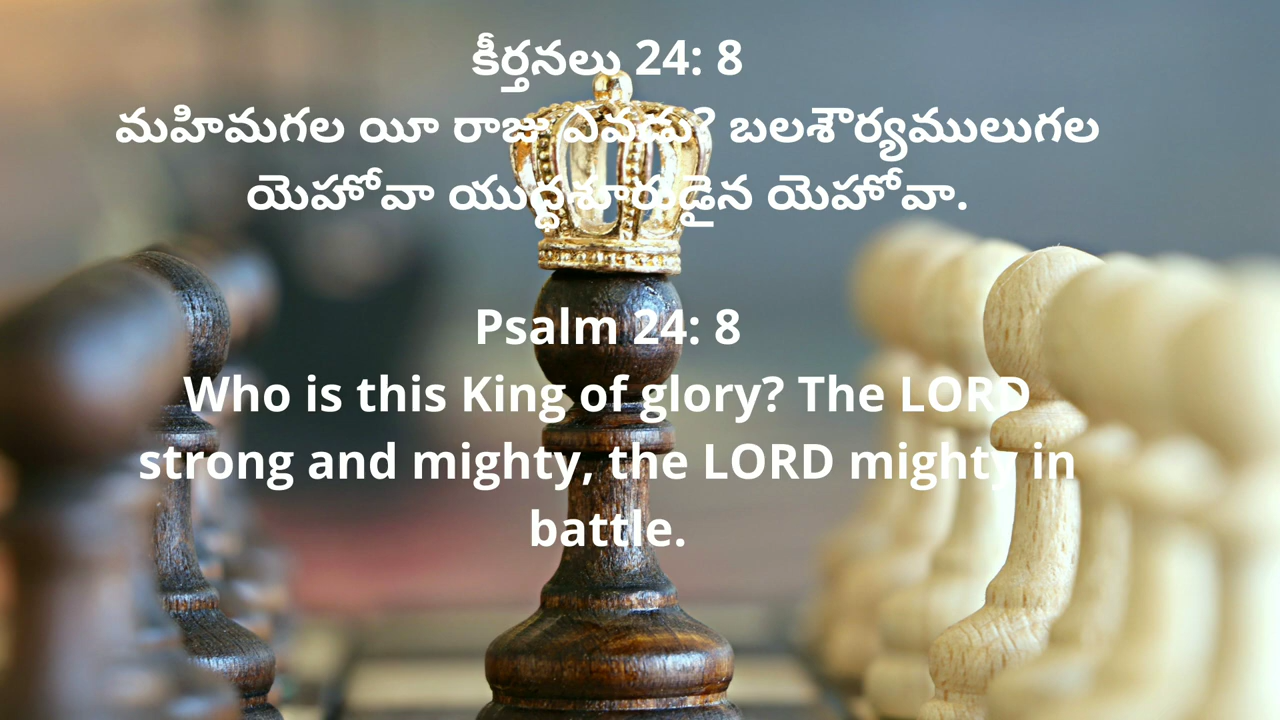 కీర్తనలు 24: 8
మహిమగల యీ రాజు ఎవడు? బలశౌర్యములుగల
యెహోవా యుద్ధశూరుడైన యెహోవా.
Psalm 24: 8
Who is this King of glory? The LORD
strong and mighty, the LORD mighty in
battle.